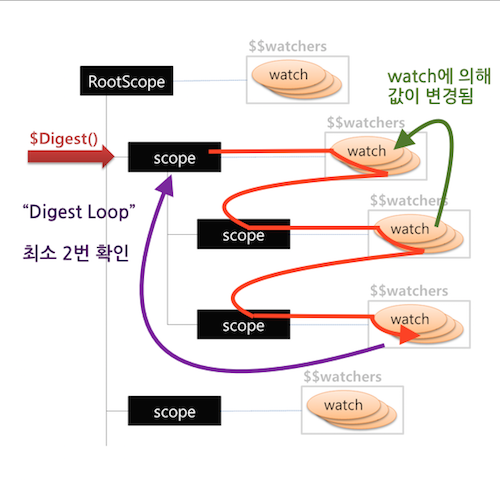 $$watchers
RootScope
watch
watch에 의해
값이 변경됨
$$watchers
$Digest()
scope
watch
"Digest Loop"
최소 2번 확인
$$watchers
scope
watch
$$watchers
scope
watch
$$watchers
scope
watch